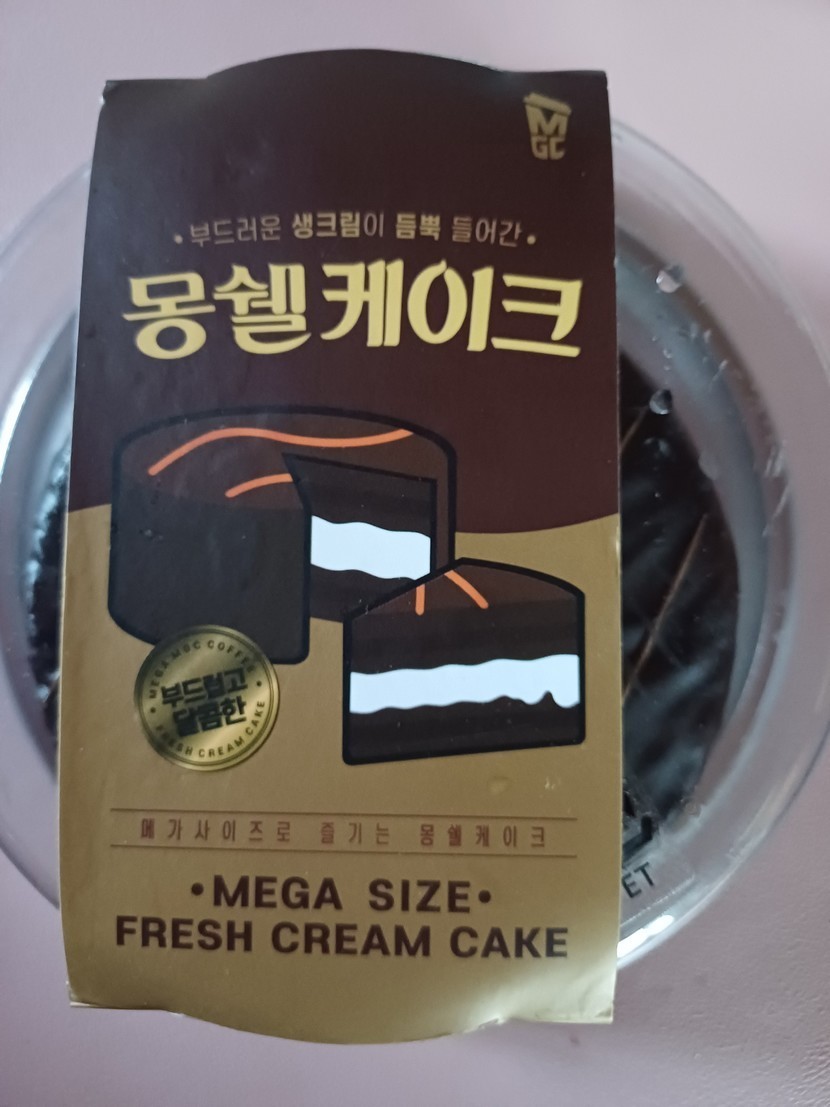 M
GC
•부드러운 생크림이 듬뿍 들어간•
몽쉘케이크
MEGA MGC COFFEE
부드럽고
달콤한
FRESH CREAM CAKE
메가사이즈로 즐기는 몽쉘케이크
•MEGA SIZE•
FRESH CREAM CAKE
ET